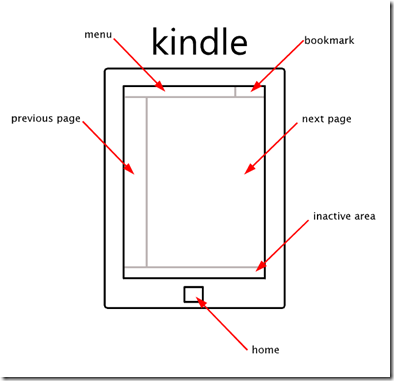 kindle
menu
bookmark
previous page
next page
inactive area
home